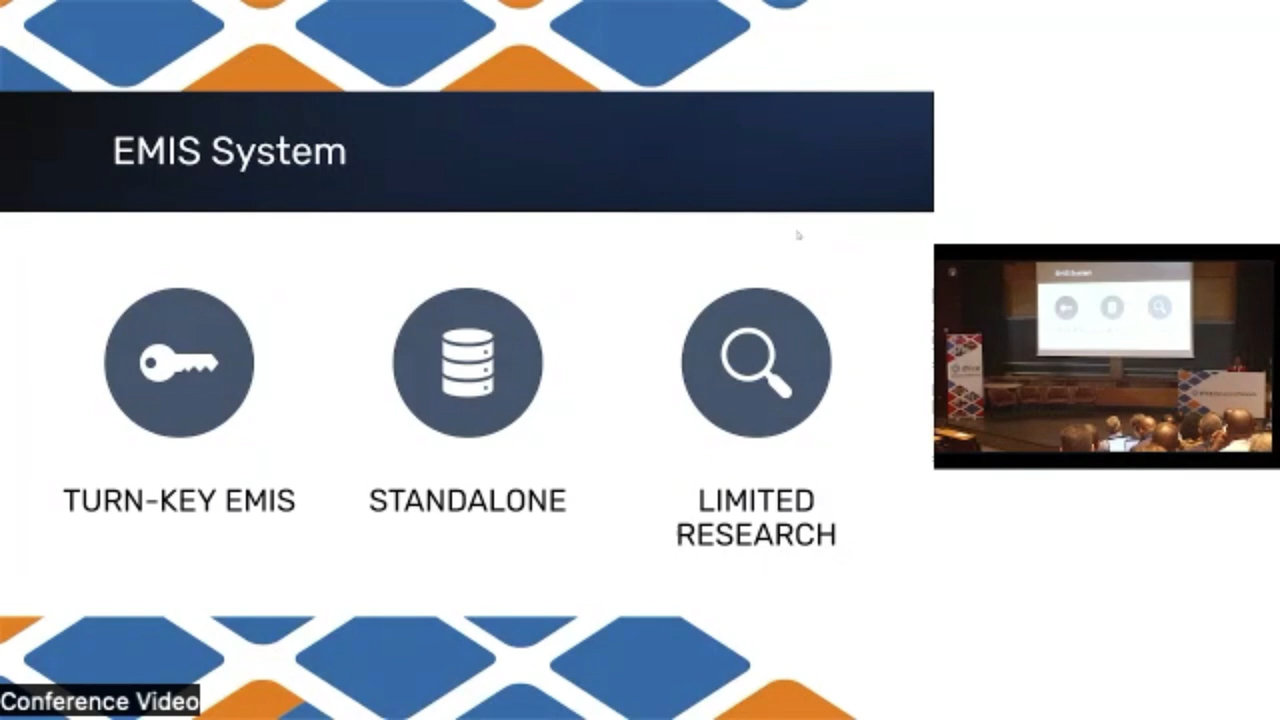 EMIS System
TURN-KEY EMIS
STANDALONE
LIMITED
RESEARCH
Conference Video